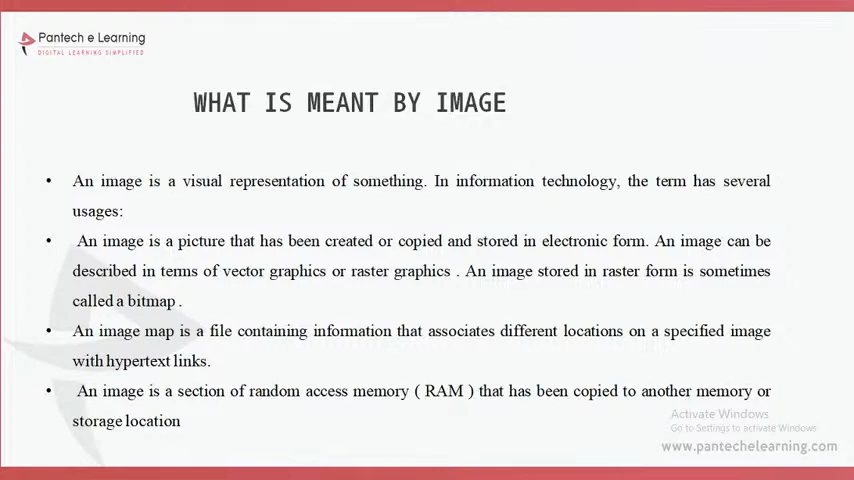 Pantech e Learning
DIGITAL LEARNING SIMPLIFIED
WHAT IS MEANT BY IMAGE
• An image is a visual representation of something. In information technology, the term has several
usages:
• An image is a picture that has been created or copied and stored in electronic form. An image can be
described in terms of vector graphics or raster graphics . An image stored in raster form is sometimes
called a bitmap .
• An image map is a file containing information that associates different locations on a specified image
with hypertext links.
• An image is a section of random access memory ( RAM ) that has been copied to another memory or
storage location
Activate Windows
Go to Settings to activate Windows
www.pantechelearning.com